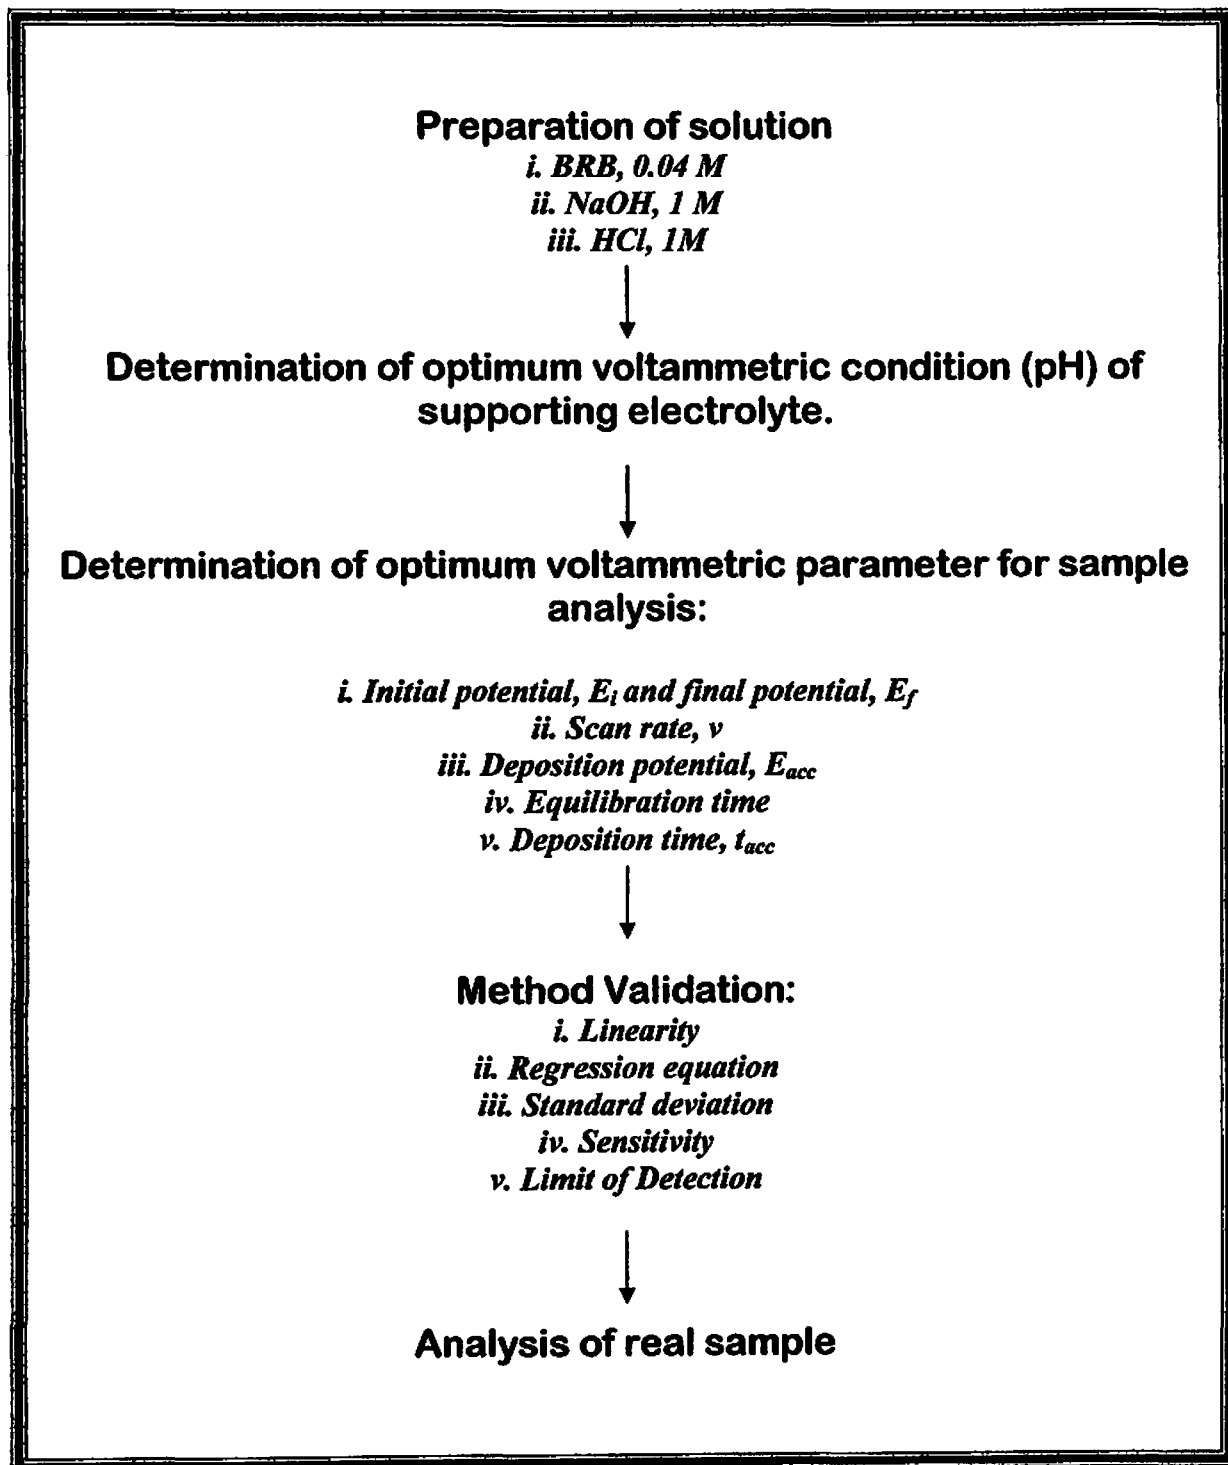 Preparation of solution
i. BRB, 0.04 M
ii. NaOH, 1 M
iii. HCl, 1M
Determination of optimum voltammetric condition (pH) of
supporting electrolyte.
Determination of optimum voltammetric parameter for sample
analysis:
i. Initial potential, Ei and final potential, Ef
ii. Scan rate, v
iii. Deposition potential, Eacc
iv. Equilibration time
v. Deposition time, tacc
Method Validation:
i. Linearity
ii. Regression equation
iii. Standard deviation
iv. Sensitivity
v. Limit of Detection
Analysis of real sample